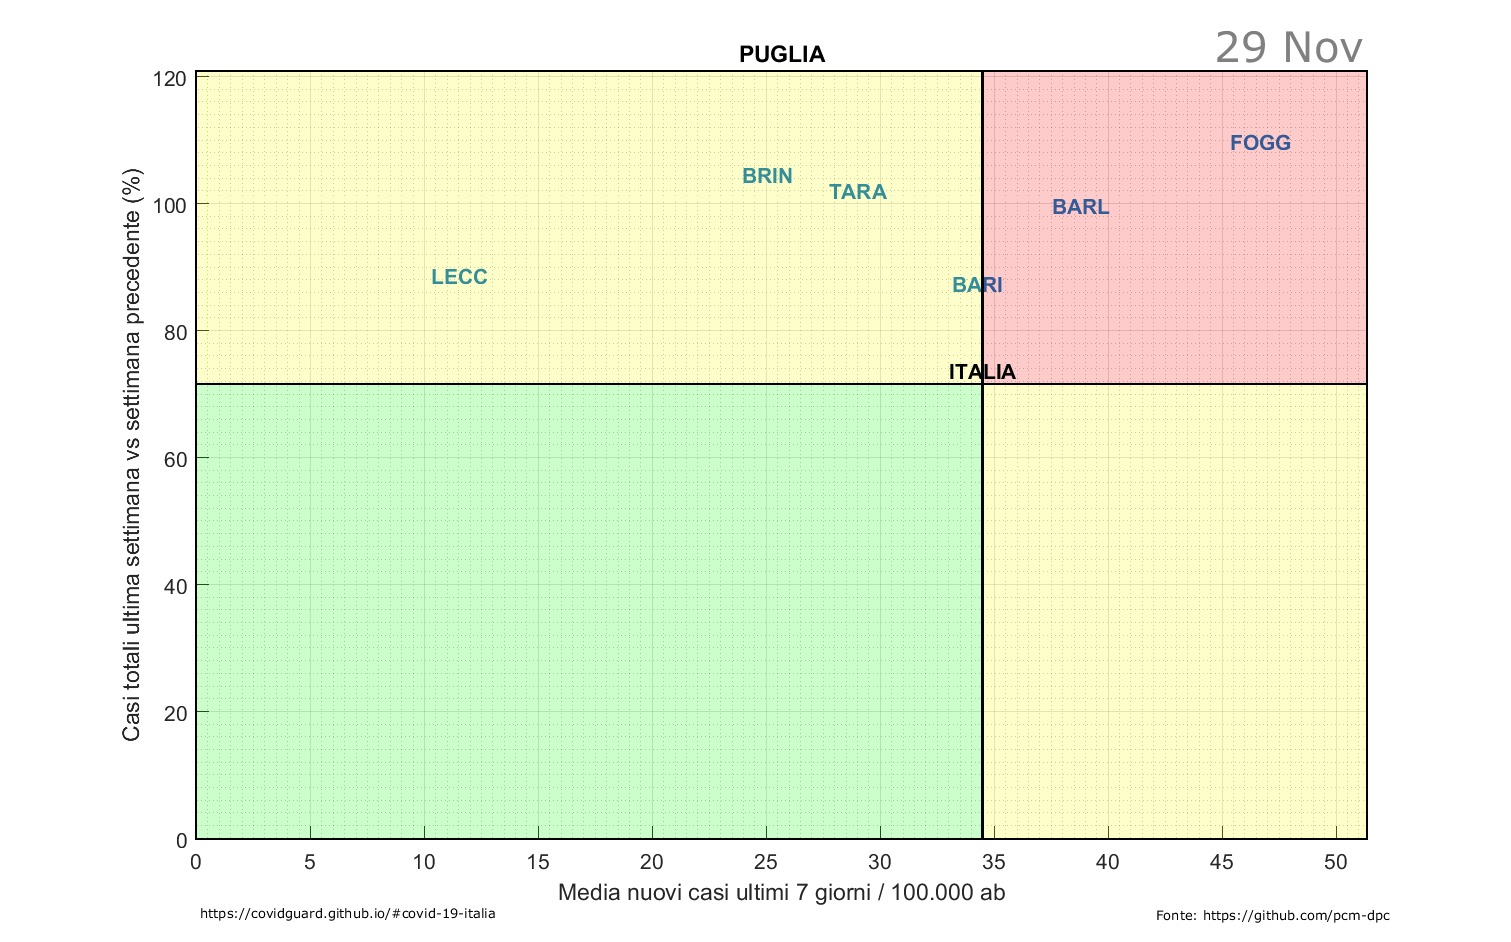 PUGLIA
29 Nov
120
100
80
60
40
20
0
Casi totali ultima settimana vs settimana precedente (%)
FOGG
BRIN
TARA
BARL
LECC
BARI
ITALIA
0 5 10 15 20 25 30 35 40 45 50
Media nuovi casi ultimi 7 giorni / 100.000 ab
https://covidguard.github.io/#covid-19-italia
Fonte: https://github.com/pcm-dpc